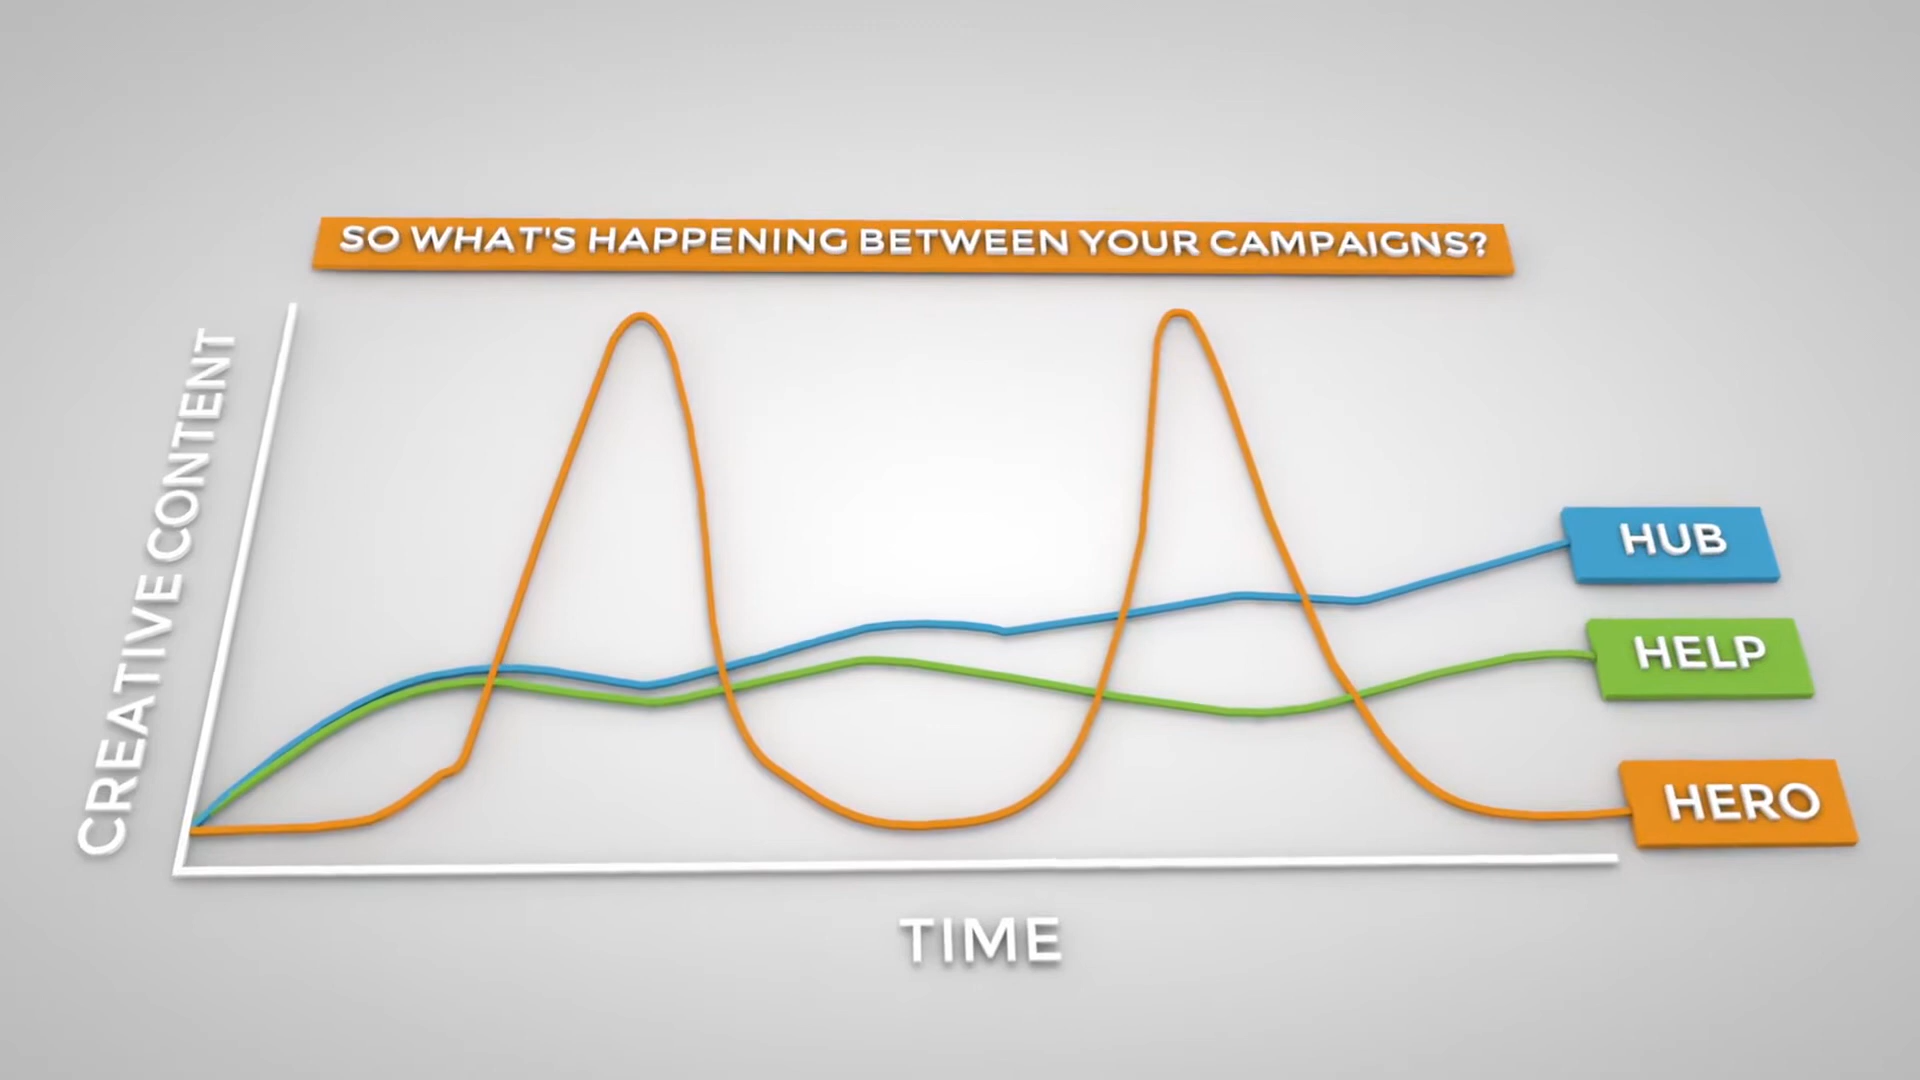 SO WHAT'S HAPPENING BETWEEN YOUR CAMPAIGNS?
CREATIVE CONTENT
HUB
HELP
HERO
TIME